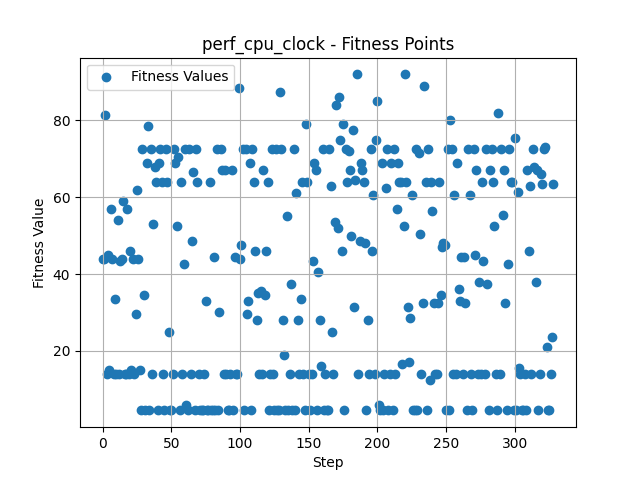 perf_cpu_clock - Fitness Points
Fitness Values
80
60
40
20
Fitness Value
0 50 100 150 200 250 300
Step